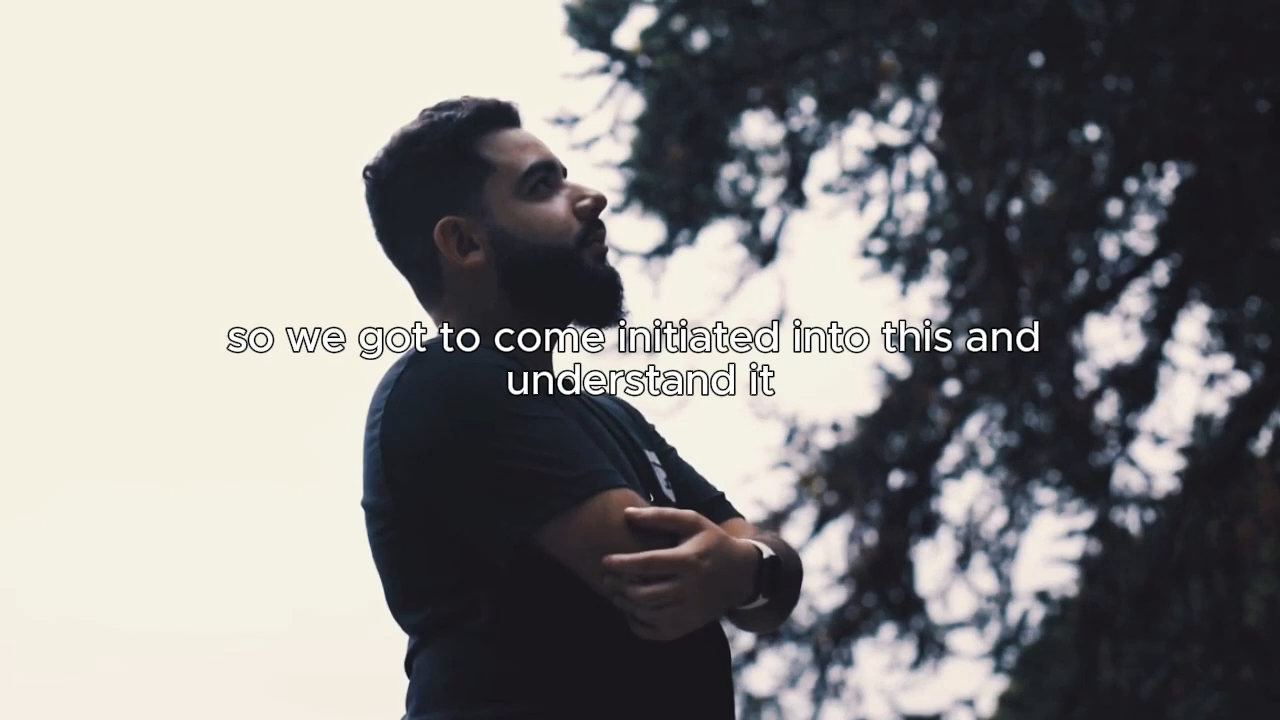 so we got to come initiated into this and
understand it